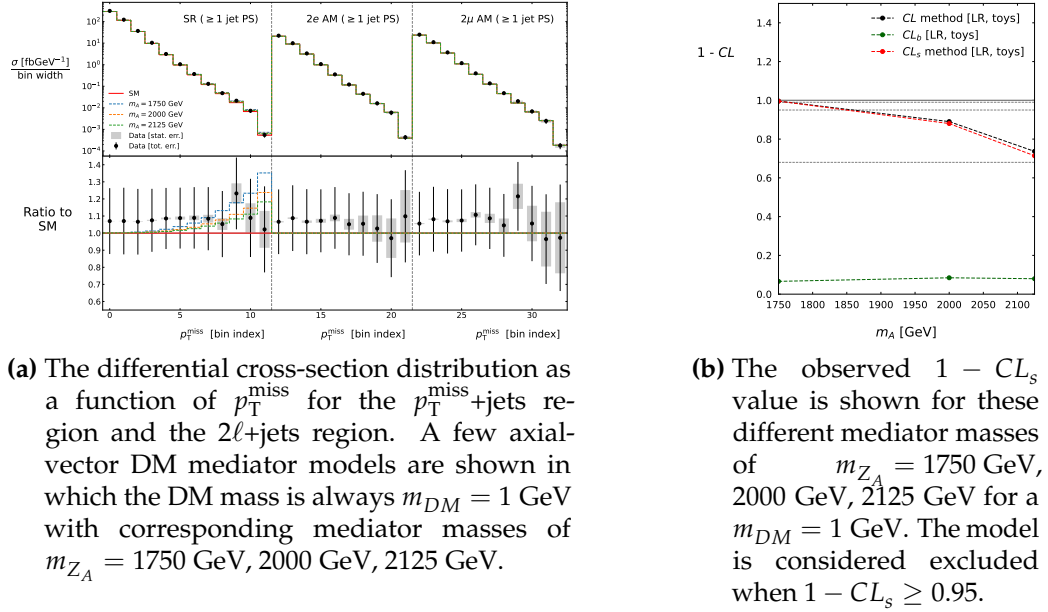 SR (≥ 1 jet PS)
2e AM (≥ 1 jet PS)
2μ AM (≥ 1 jet PS)
10²
10¹
10⁰
10⁻¹
10⁻²
10⁻³
10⁻⁴
σ [fbGeV⁻¹]
bin width
SM
m_A = 1750 GeV
m_A = 2000 GeV
m_A = 2125 GeV
Data [stat. err.]
Data [tot. err.]
1.4
1.3
1.2
1.1
1.0
0.9
0.8
0.7
0.6
Ratio to
SM
0
5
10
15
20
25
30
p_T^miss [bin index]
p_T^miss [bin index]
p_T^miss [bin index]
(a) The differential cross-section distribution as
a function of p_T^miss for the p_T^miss+jets re-
gion and the 2ℓ+jets region. A few axial-
vector DM mediator models are shown in
which the DM mass is always m_DM = 1 GeV
with corresponding mediator masses of
m_{Z_A} = 1750 GeV, 2000 GeV, 2125 GeV.
1 - CL
CL method [LR, toys]
CL_b [LR, toys]
CL_s method [LR, toys]
1.4
1.2
1.0
0.8
0.6
0.4
0.2
0.0
1750 1800 1850 1900 1950 2000 2050 2100
m_A [GeV]
(b) The observed 1 − CL_s
value is shown for these
different mediator masses
of m_{Z_A} = 1750 GeV,
2000 GeV, 2125 GeV for a
m_DM = 1 GeV. The model
is considered excluded
when 1 − CL_s ≥ 0.95.